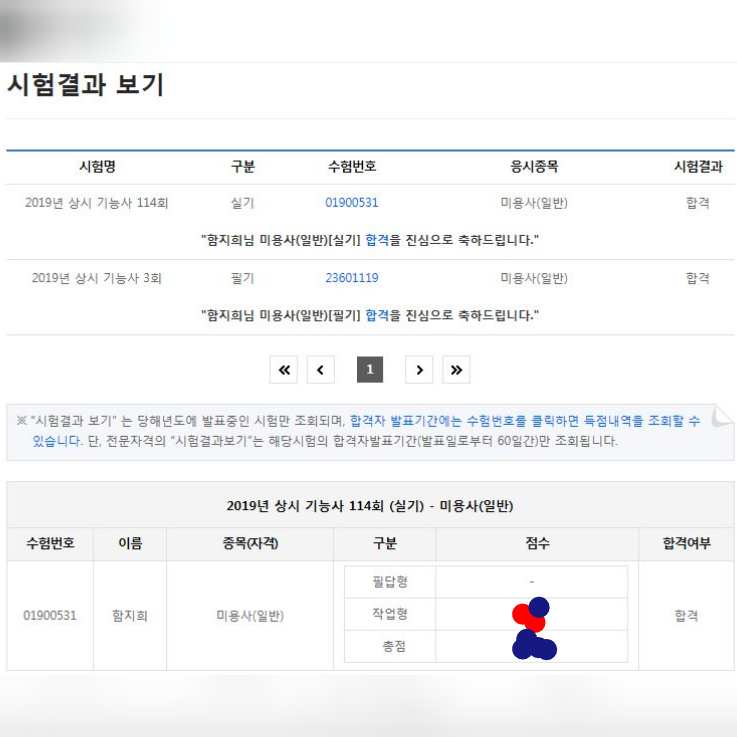 시험결과 보기
시험명 구분 수험번호 응시종목 시험결과
2019년 상시 기능사 114회 실기 01900531 미용사(일반) 합격
"함지희님 미용사(일반)[실기] 합격을 진심으로 축하드립니다."
2019년 상시 기능사 3회 필기 23601119 미용사(일반) 합격
"함지희님 미용사(일반)[필기] 합격을 진심으로 축하드립니다."
« ‹ 1 › »
※ "시험결과 보기" 는 당해년도에 발표중인 시험만 조회되며, 합격자 발표기간에는 수험번호를 클릭하면 득점내역을 조회할 수
있습니다. 단, 전문자격의 "시험결과보기"는 해당시험의 합격자발표기간(발표일로부터 60일간)만 조회됩니다.
2019년 상시 기능사 114회 (실기) - 미용사(일반)
수험번호 이름 종목(자격) 구분 점수 합격여부
필답형 -
작업형
01900531 함지희 미용사(일반) 합격
총점